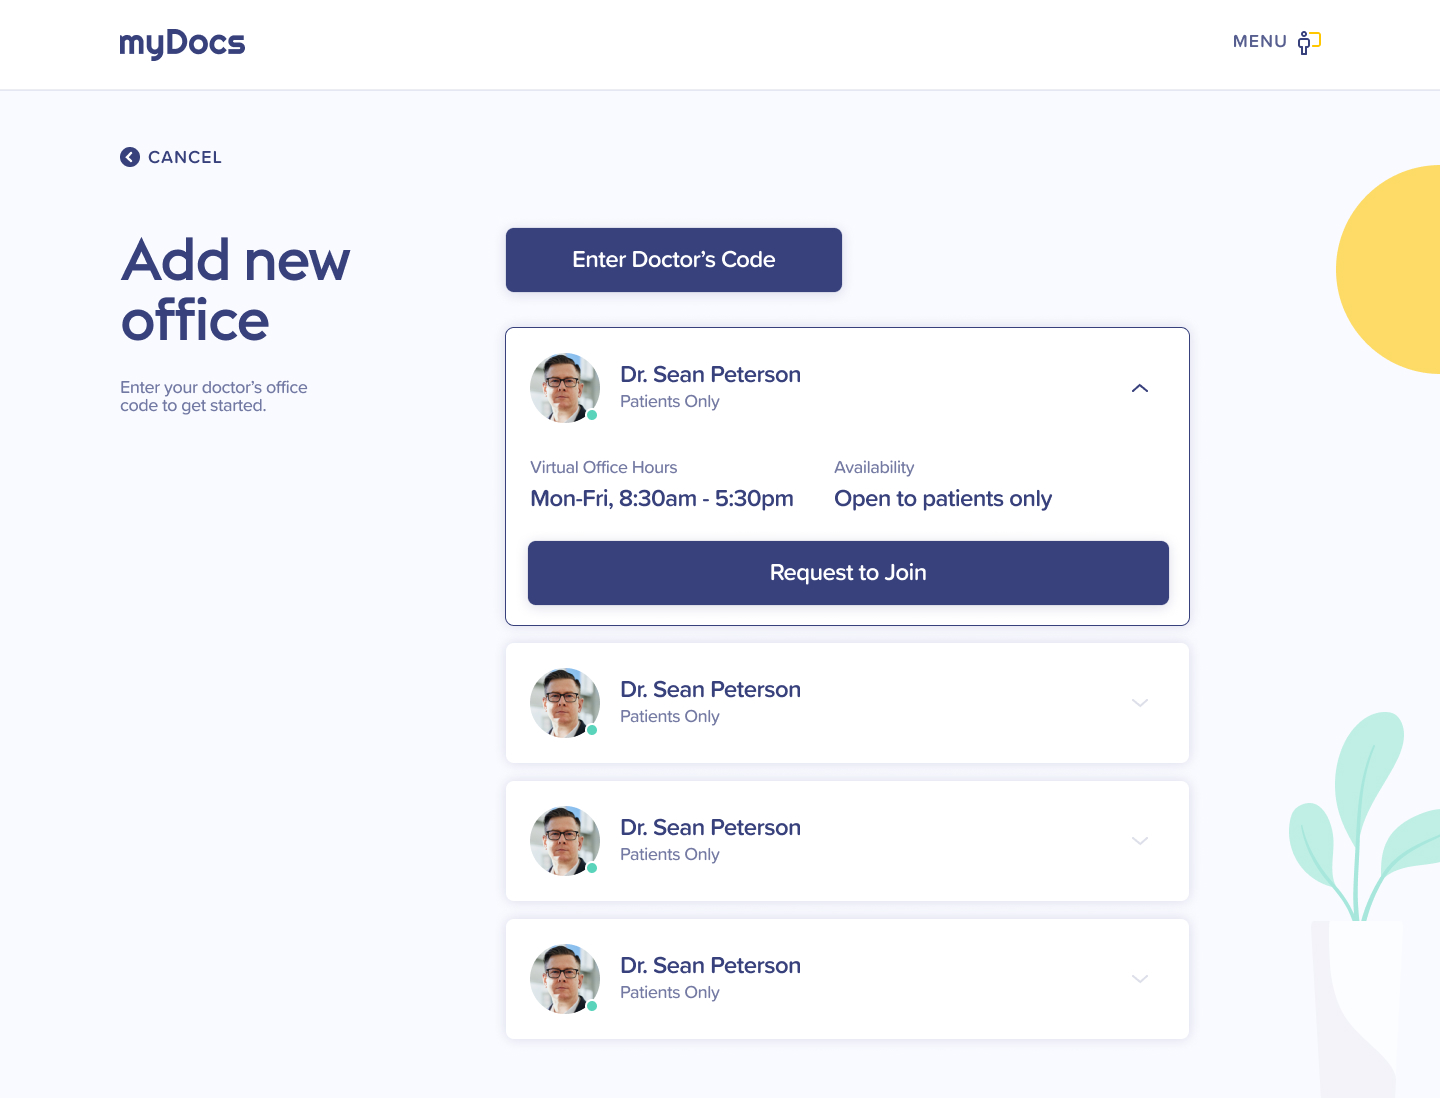 myDocs
MENU
CANCEL
Add new
office
Enter your doctor’s office
code to get started.
Enter Doctor’s Code
Dr. Sean Peterson
Patients Only
Virtual Office Hours
Mon-Fri, 8:30am - 5:30pm
Availability
Open to patients only
Request to Join
Dr. Sean Peterson
Patients Only
Dr. Sean Peterson
Patients Only
Dr. Sean Peterson
Patients Only